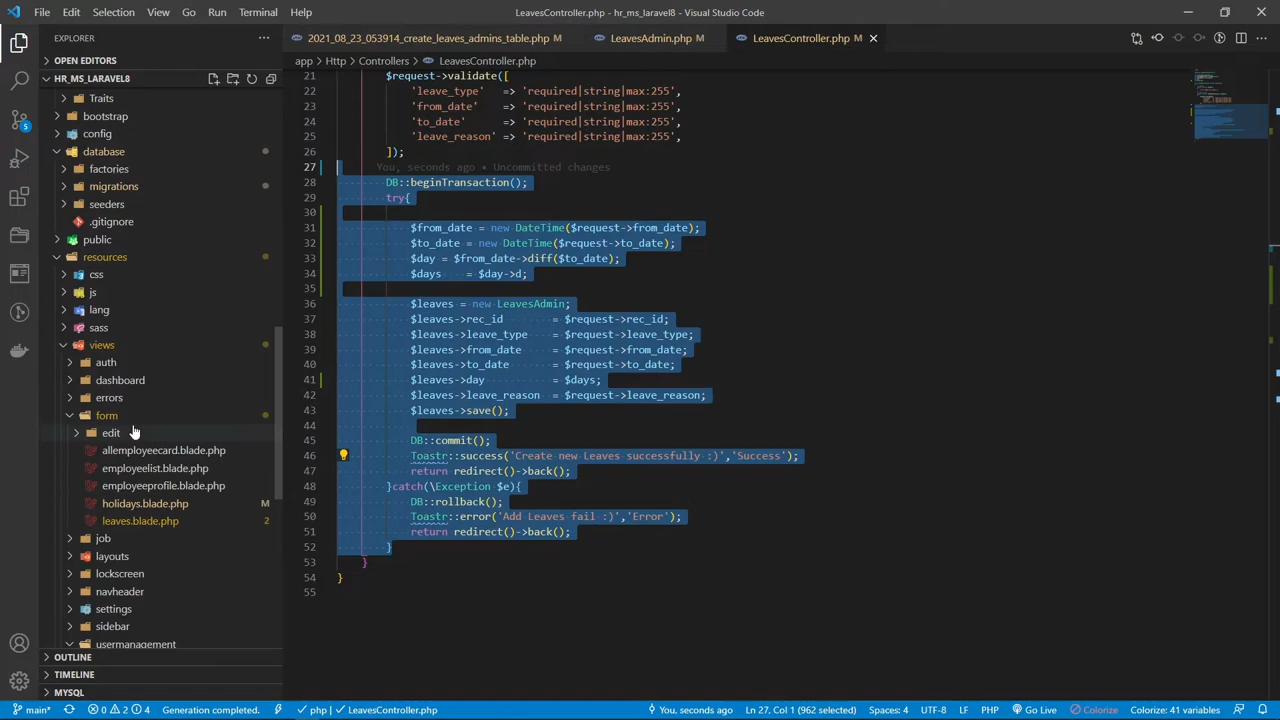 File Edit Selection View Go Run Terminal Help
LeavesController.php - hr_ms_laravel8 - Visual Studio Code
EXPLORER
OPEN EDITORS
HR_MS_LARAVEL8
Traits
bootstrap
config
database
factories
migrations
seeders
.gitignore
public
resources
css
js
lang
sass
views
auth
dashboard
errors
form
edit
allemployeecard.blade.php
employeelist.blade.php
employeeprofile.blade.php
holidays.blade.php M
leaves.blade.php 2
job
layouts
lockscreen
navheader
settings
sidebar
usermanagement
OUTLINE
TIMELINE
MYSQL
5
2021_08_23_053914_create_leaves_admins_table.php M
LeavesAdmin.php M
LeavesController.php M
app > Http > Controllers > LeavesController.php
21 $request->validate([
22 'leave_type' => 'required|string|max:255',
23 'from_date' => 'required|string|max:255',
24 'to_date' => 'required|string|max:255',
25 'leave_reason' => 'required|string|max:255',
26 ]);
27 You, seconds ago • Uncommitted changes
28 DB::beginTransaction();
29 try{
30
31 $from_date = new DateTime($request->from_date);
32 $to_date = new DateTime($request->to_date);
33 $day = $from_date->diff($to_date);
34 $days = $day->d;
35
36 $leaves = new LeavesAdmin;
37 $leaves->rec_id = $request->rec_id;
38 $leaves->leave_type = $request->leave_type;
39 $leaves->from_date = $request->from_date;
40 $leaves->to_date = $request->to_date;
41 $leaves->day = $days;
42 $leaves->leave_reason = $request->leave_reason;
43 $leaves->save();
44
45 DB::commit();
46 Toastr::success('Create new Leaves successfully :)','Success');
47 return redirect()->back();
48 }catch(\Exception $e){
49 DB::rollback();
50 Toastr::error('Add Leaves fail :)','Error');
51 return redirect()->back();
52 }
53 }
54 }
55
main* 0 2 4 Generation completed. php | LeavesController.php You, seconds ago Ln 27, Col 1 (962 selected) Spaces: 4 UTF-8 LF PHP Go Live Colorize Colorize: 41 variables